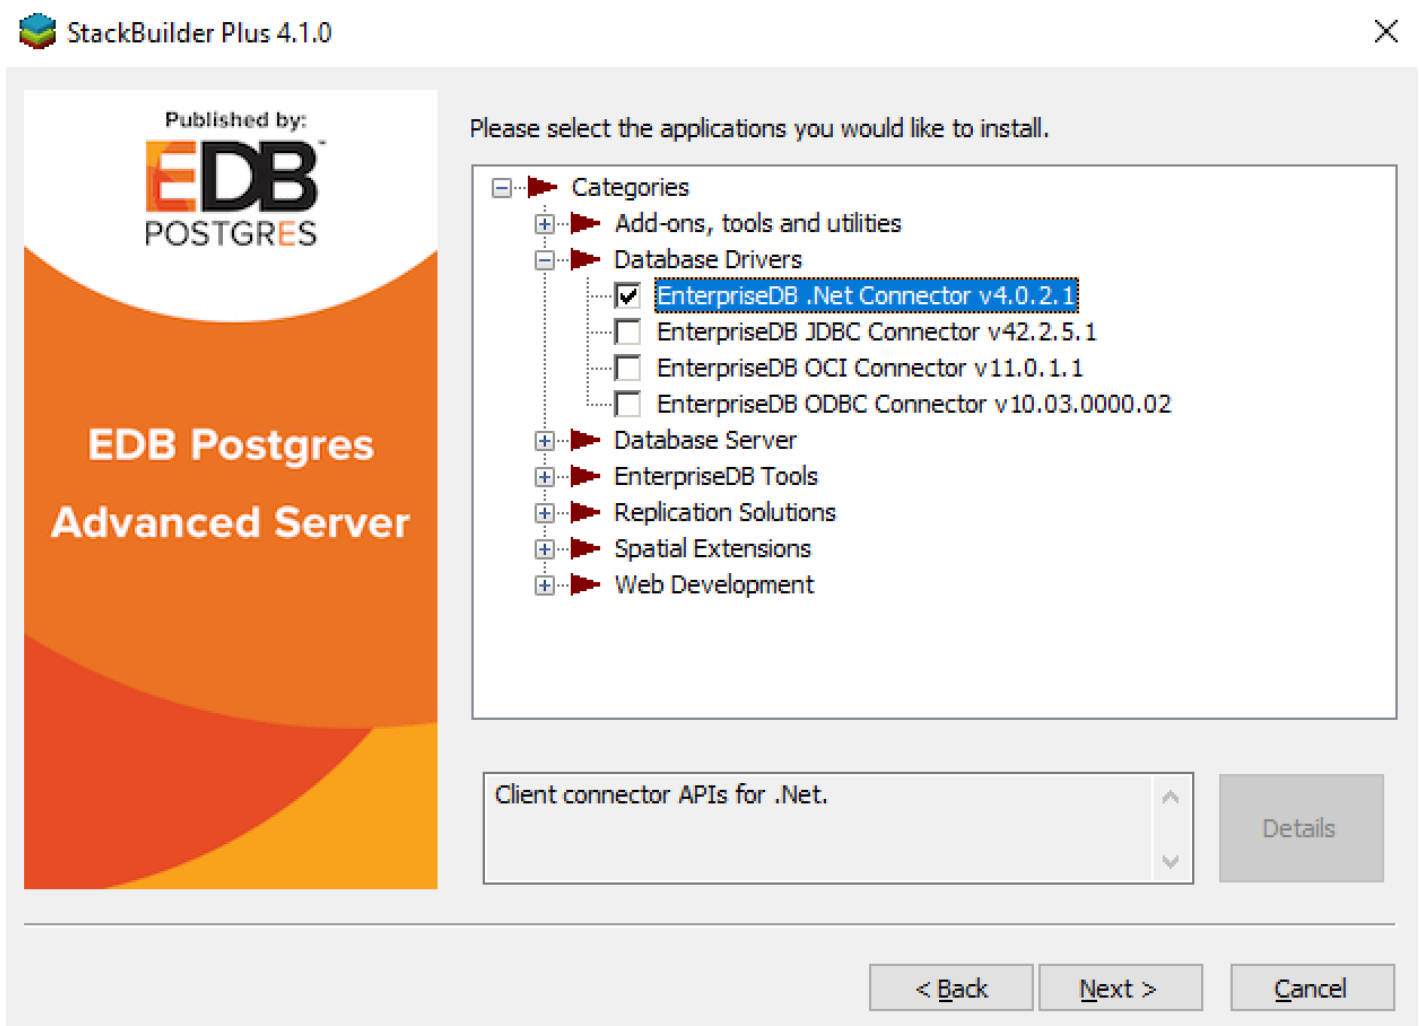 StackBuilder Plus 4.1.0
Published by:
EDB™
POSTGRES
EDB Postgres
Advanced Server
Please select the applications you would like to install.
Categories
Add-ons, tools and utilities
Database Drivers
EnterpriseDB .Net Connector v4.0.2.1
EnterpriseDB JDBC Connector v42.2.5.1
EnterpriseDB OCI Connector v11.0.1.1
EnterpriseDB ODBC Connector v10.03.0000.02
Database Server
EnterpriseDB Tools
Replication Solutions
Spatial Extensions
Web Development
Client connector APIs for .Net.
Details
< Back
Next >
Cancel